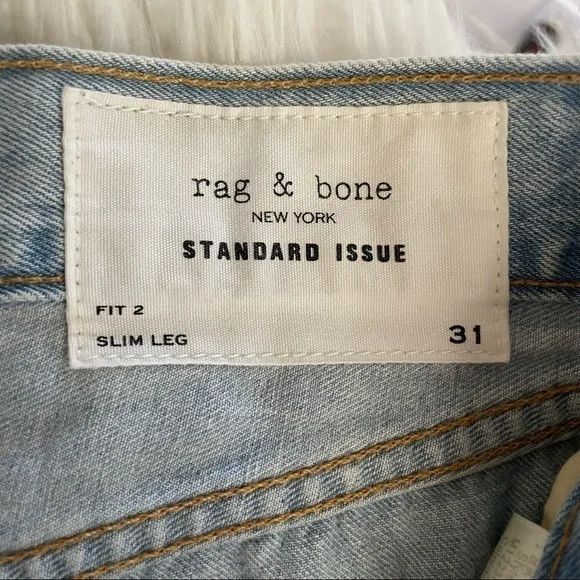 rag & bone
NEW YORK
STANDARD ISSUE
FIT 2
SLIM LEG
31